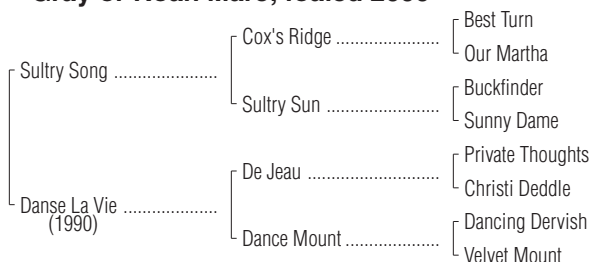 Gray or Roan Mare; foaled
Best Turn
Cox's Ridge ........................
Our Martha
Sultry Song ........................
Buckfinder
Sultry Sun ..........................
Sunny Dame
Private Thoughts
De Jeau ..............................
Christi Deddle
Danse La Vie ......................
(1990)
Dancing Dervish
Dance Mount .....................
Velvet Mount